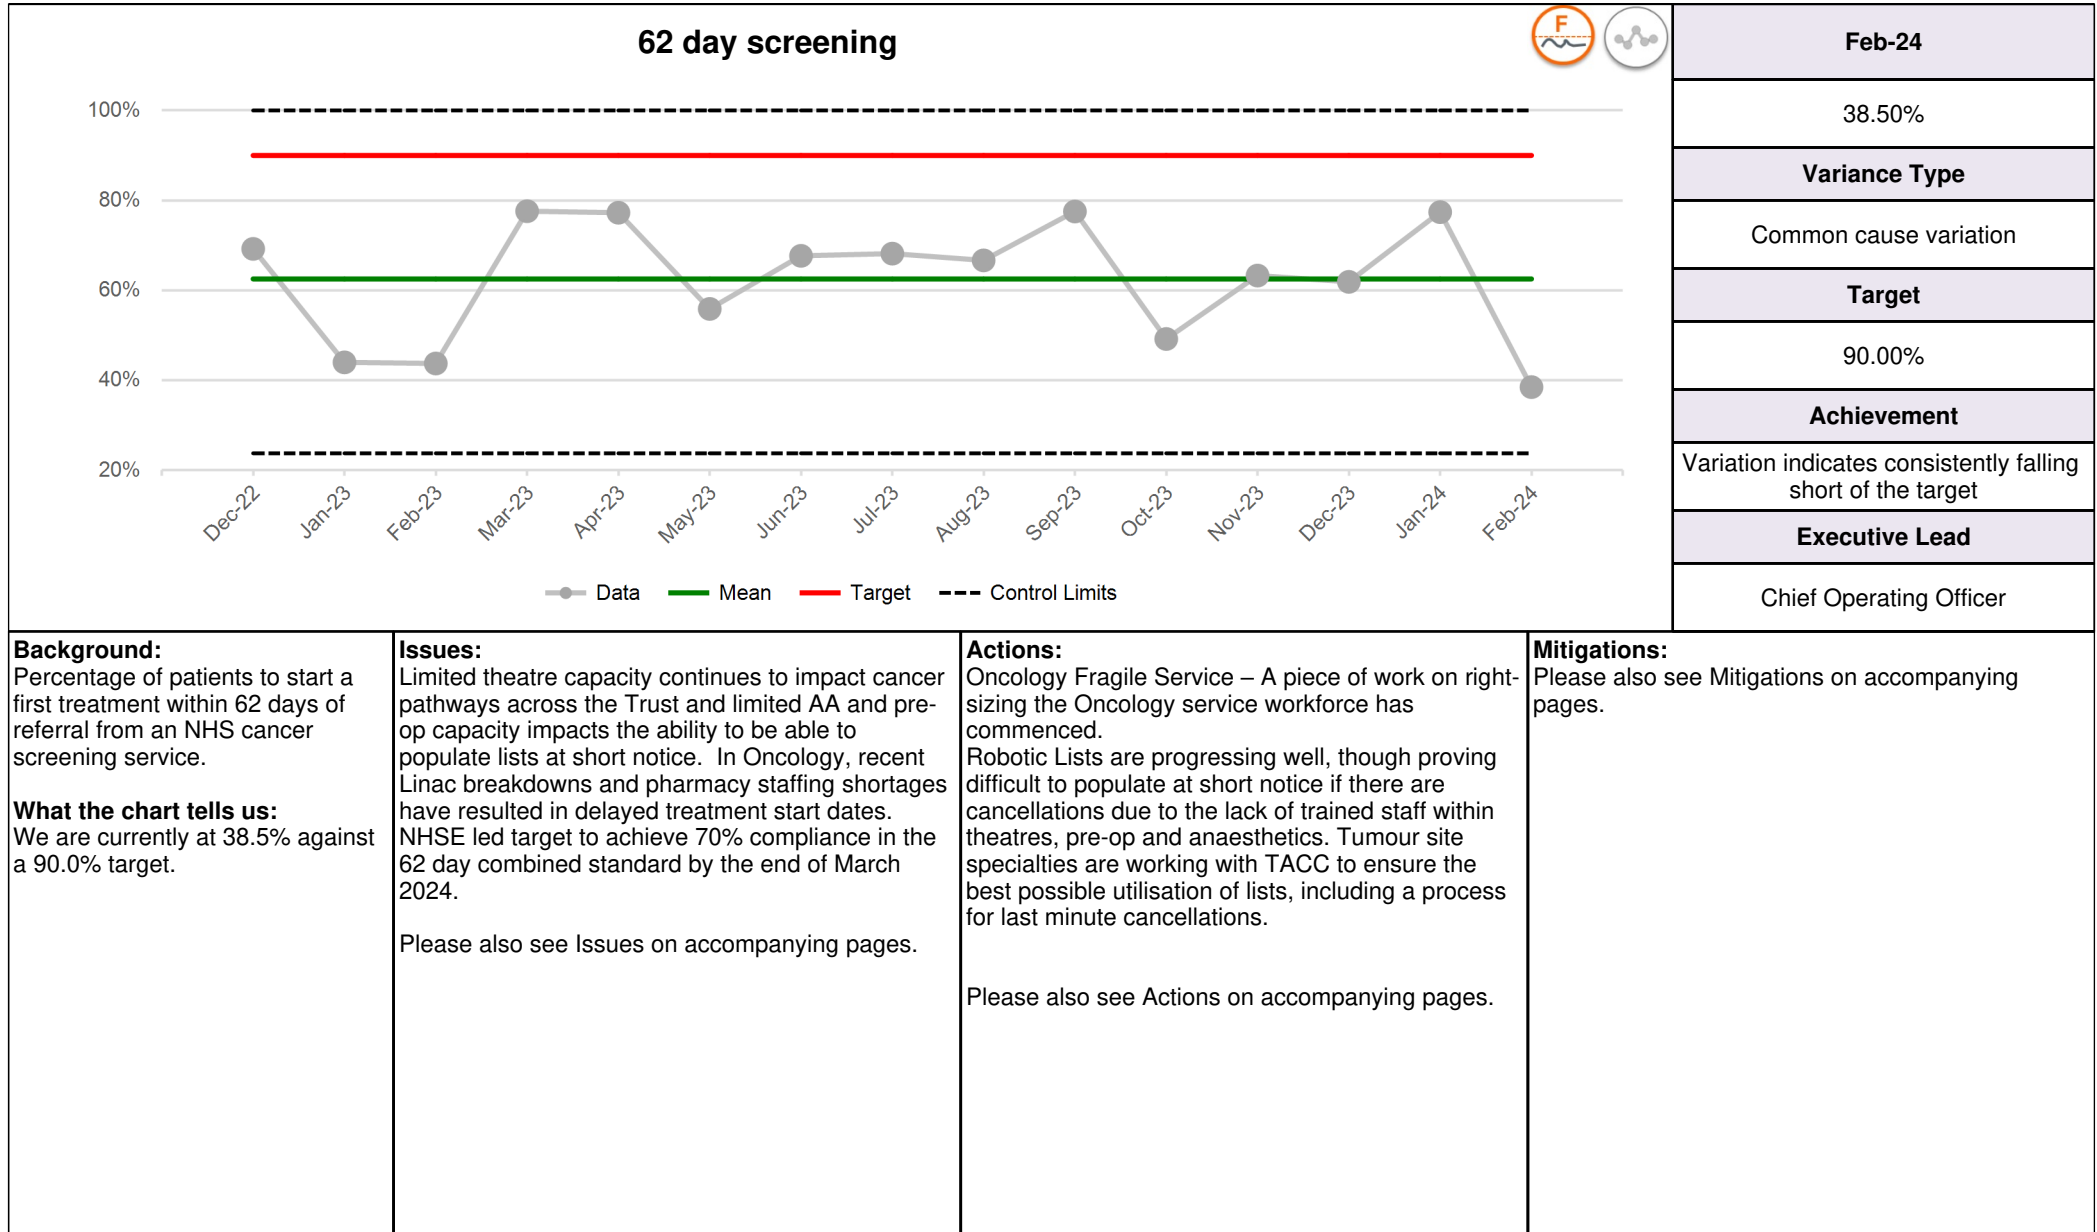 62 day screening
F
100%
80%
60%
40%
20%
Dec-22
Jan-23
Feb-23
Mar-23
Apr-23
May-23
Jun-23
Jul-23
Aug-23
Sep-23
Oct-23
Nov-23
Dec-23
Jan-24
Feb-24
Data
Mean
Target
Control Limits
Feb-24
38.50%
Variance Type
Common cause variation
Target
90.00%
Achievement
Variation indicates consistently falling
short of the target
Executive Lead
Chief Operating Officer
Background:
Percentage of patients to start a
first treatment within 62 days of
referral from an NHS cancer
screening service.
What the chart tells us:
We are currently at 38.5% against
a 90.0% target.
Issues:
Limited theatre capacity continues to impact cancer
pathways across the Trust and limited AA and pre-
op capacity impacts the ability to be able to
populate lists at short notice.  In Oncology, recent
Linac breakdowns and pharmacy staffing shortages
have resulted in delayed treatment start dates.
NHSE led target to achieve 70% compliance in the
62 day combined standard by the end of March
2024.
Please also see Issues on accompanying pages.
Actions:
Oncology Fragile Service – A piece of work on right-
sizing the Oncology service workforce has
commenced.
Robotic Lists are progressing well, though proving
difficult to populate at short notice if there are
cancellations due to the lack of trained staff within
theatres, pre-op and anaesthetics. Tumour site
specialties are working with TACC to ensure the
best possible utilisation of lists, including a process
for last minute cancellations.
Please also see Actions on accompanying pages.
Mitigations:
Please also see Mitigations on accompanying
pages.